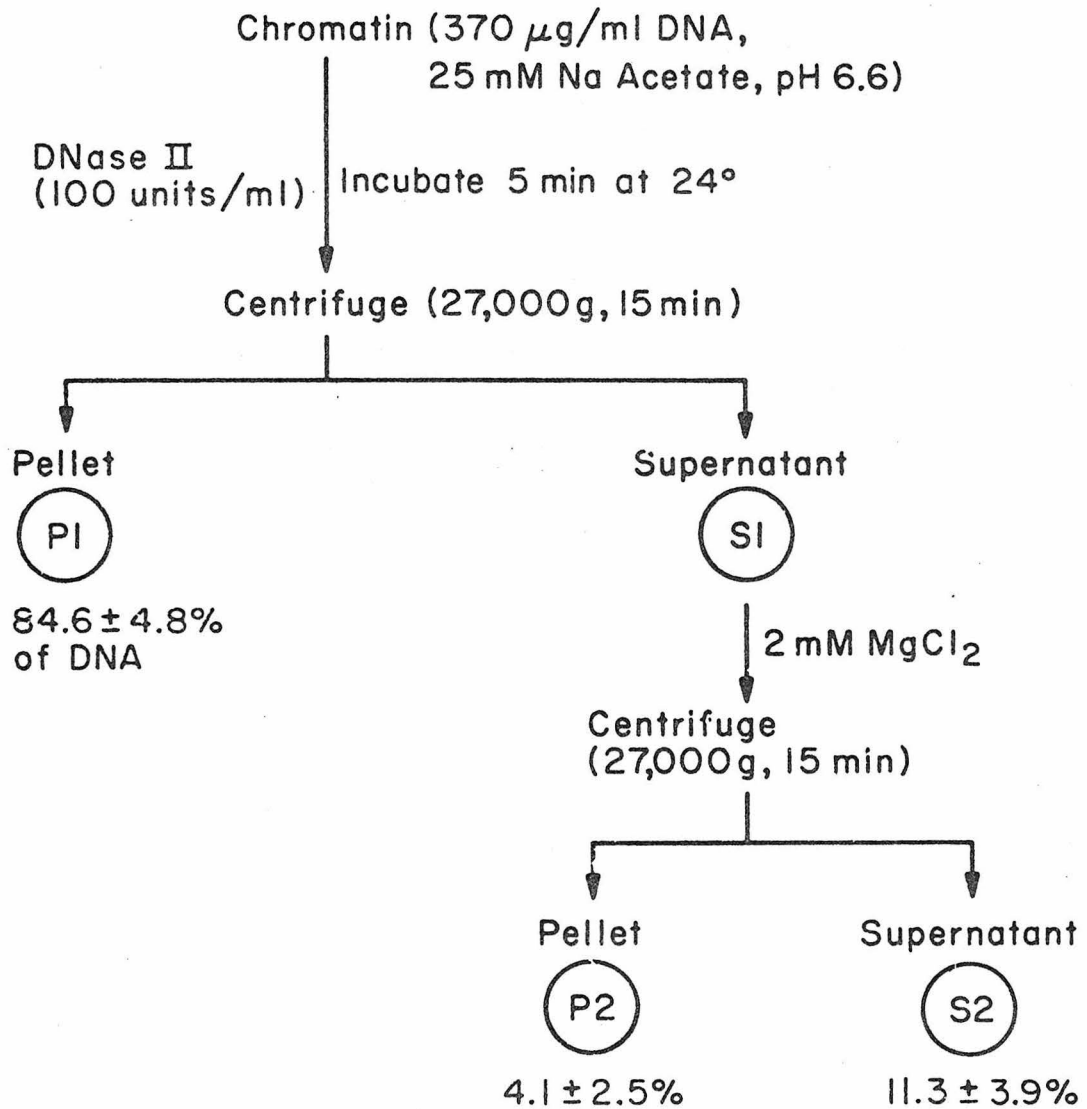 Chromatin (370 μg/ml DNA,
25 mM Na Acetate, pH 6.6)
DNase II
(100 units/ml)
Incubate 5 min at 24°
Centrifuge (27,000g, 15 min)
Pellet
P1
84.6 ± 4.8%
of DNA
Supernatant
S1
2 mM MgCl₂
Centrifuge
(27,000g, 15 min)
Pellet
P2
4.1 ± 2.5%
Supernatant
S2
11.3 ± 3.9%